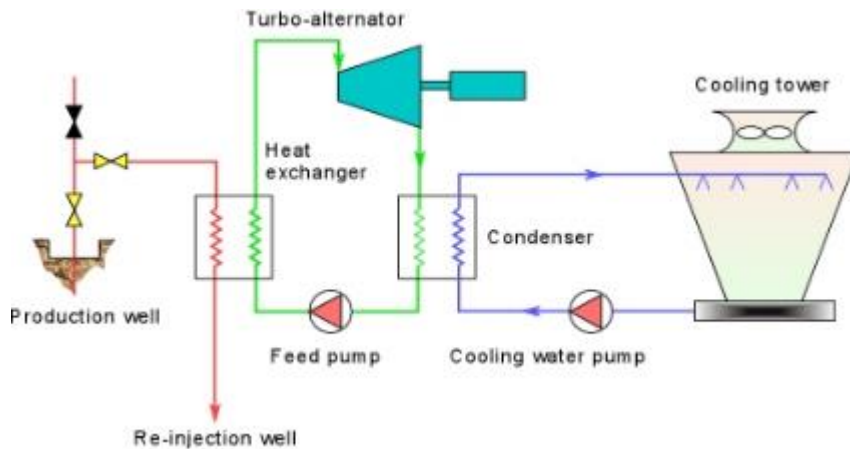 Turbo-alternator
Cooling tower
Heat
exchanger
Condenser
Production well
Feed pump
Cooling water pump
Re-injection well